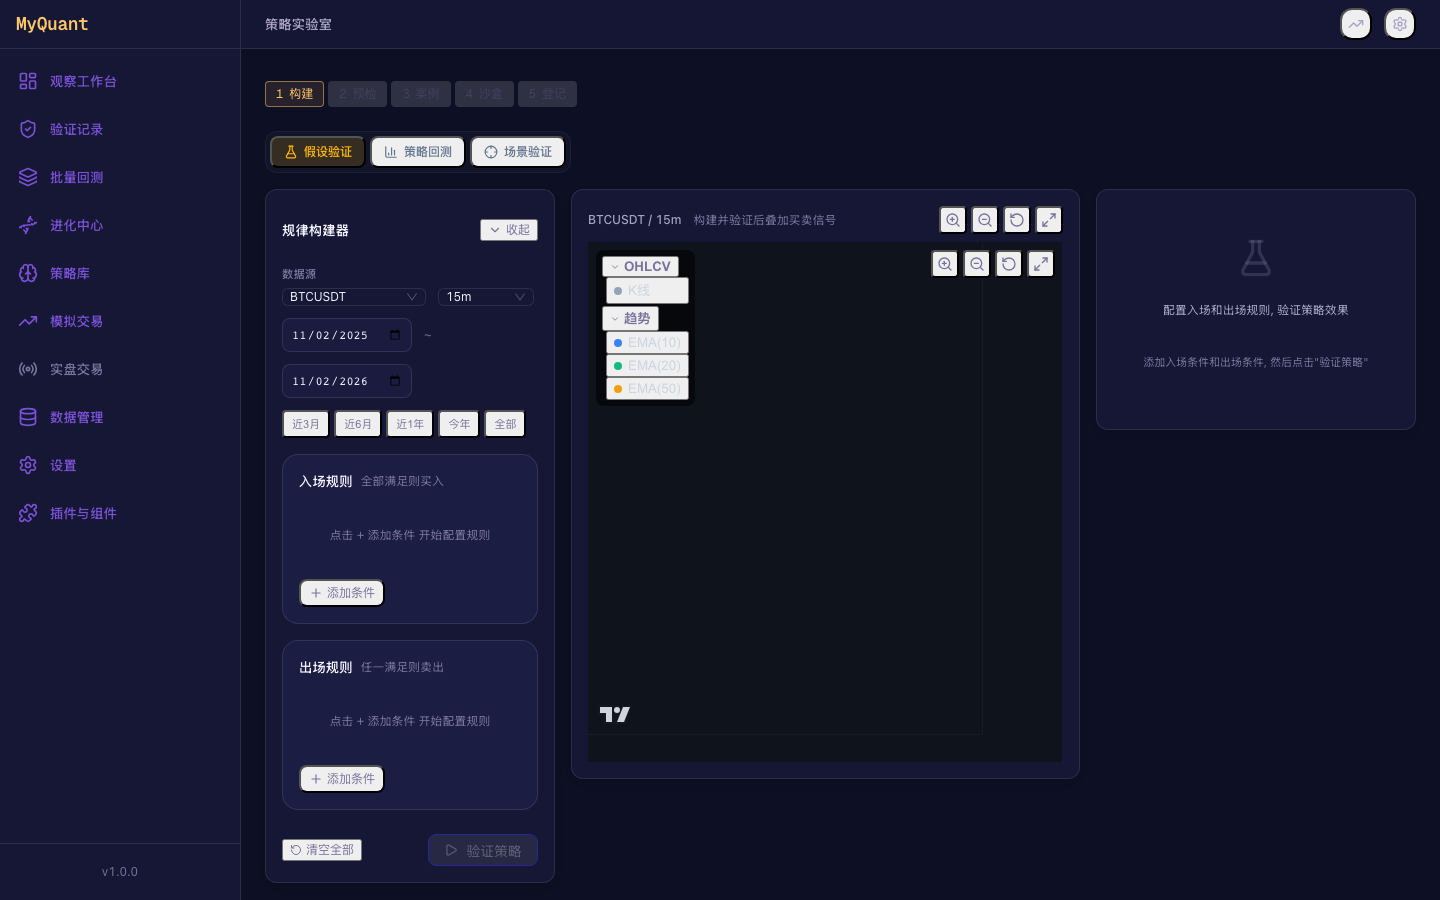 MyQuant
观察工作台
验证记录
批量回测
进化中心
策略库
模拟交易
实盘交易
数据管理
设置
插件与组件
v1.0.0
策略实验室
1 构建
2 预检
3 案例
4 沙盒
5 登记
假设验证
策略回测
场景验证
规律构建器
收起
数据源
BTCUSDT
15m
11/02/2025
~
11/02/2026
近3月
近6月
近1年
今年
全部
入场规则 全部满足则买入
点击 + 添加条件 开始配置规则
+ 添加条件
出场规则 任一满足则卖出
点击 + 添加条件 开始配置规则
+ 添加条件
清空全部
验证策略
BTCUSDT / 15m 构建并验证后叠加买卖信号
OHLCV
K线
趋势
EMA(10)
EMA(20)
EMA(50)
配置入场和出场规则, 验证策略效果
添加入场条件和出场条件, 然后点击"验证策略"